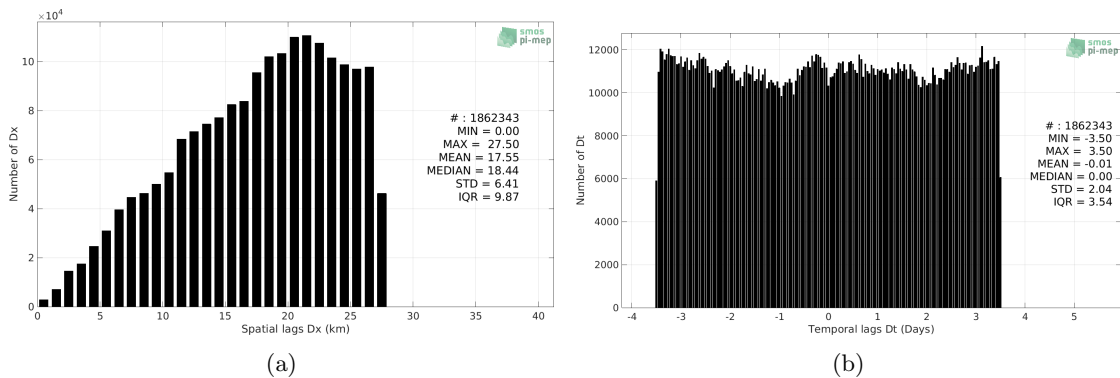 ×10⁴
10
8
6
4
2
0
Number of Dx
0 5 10 15 20 25 30 35 40
Spatial lags Dx (km)
smos
pi-mep
# : 1862343
MIN = 0.00
MAX = 27.50
MEAN = 17.55
MEDIAN = 18.44
STD = 6.41
IQR = 9.87
(a)
12000
10000
8000
6000
4000
2000
0
Number of Dt
-4 -3 -2 -1 0 1 2 3 4 5
Temporal lags Dt (Days)
smos
pi-mep
# : 1862343
MIN = -3.50
MAX = 3.50
MEAN = -0.01
MEDIAN = 0.00
STD = 2.04
IQR = 3.54
(b)